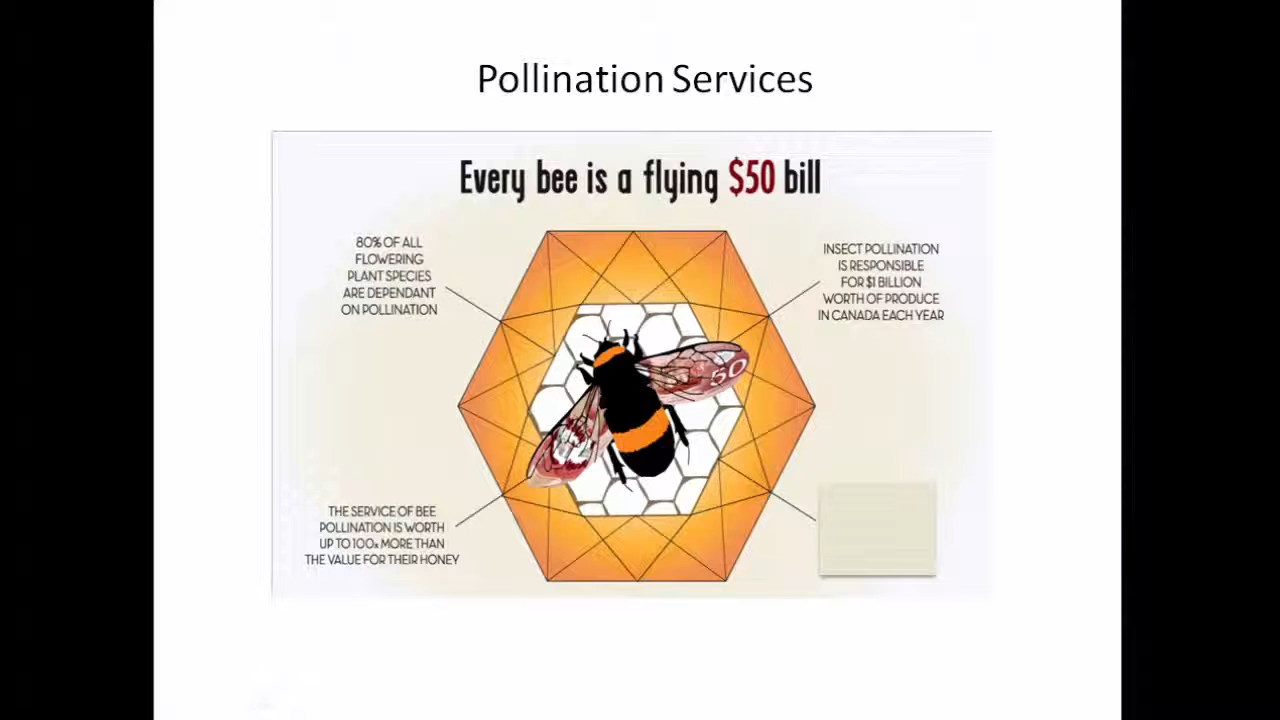 Pollination Services
Every bee is a flying $50 bill
80% OF ALL
FLOWERING
PLANT SPECIES
ARE DEPENDANT
ON POLLINATION
INSECT POLLINATION
IS RESPONSIBLE
FOR $1 BILLION
WORTH OF PRODUCE
IN CANADA EACH YEAR
50
THE SERVICE OF BEE
POLLINATION IS WORTH
UP TO 100x MORE THAN
THE VALUE FOR THEIR HONEY